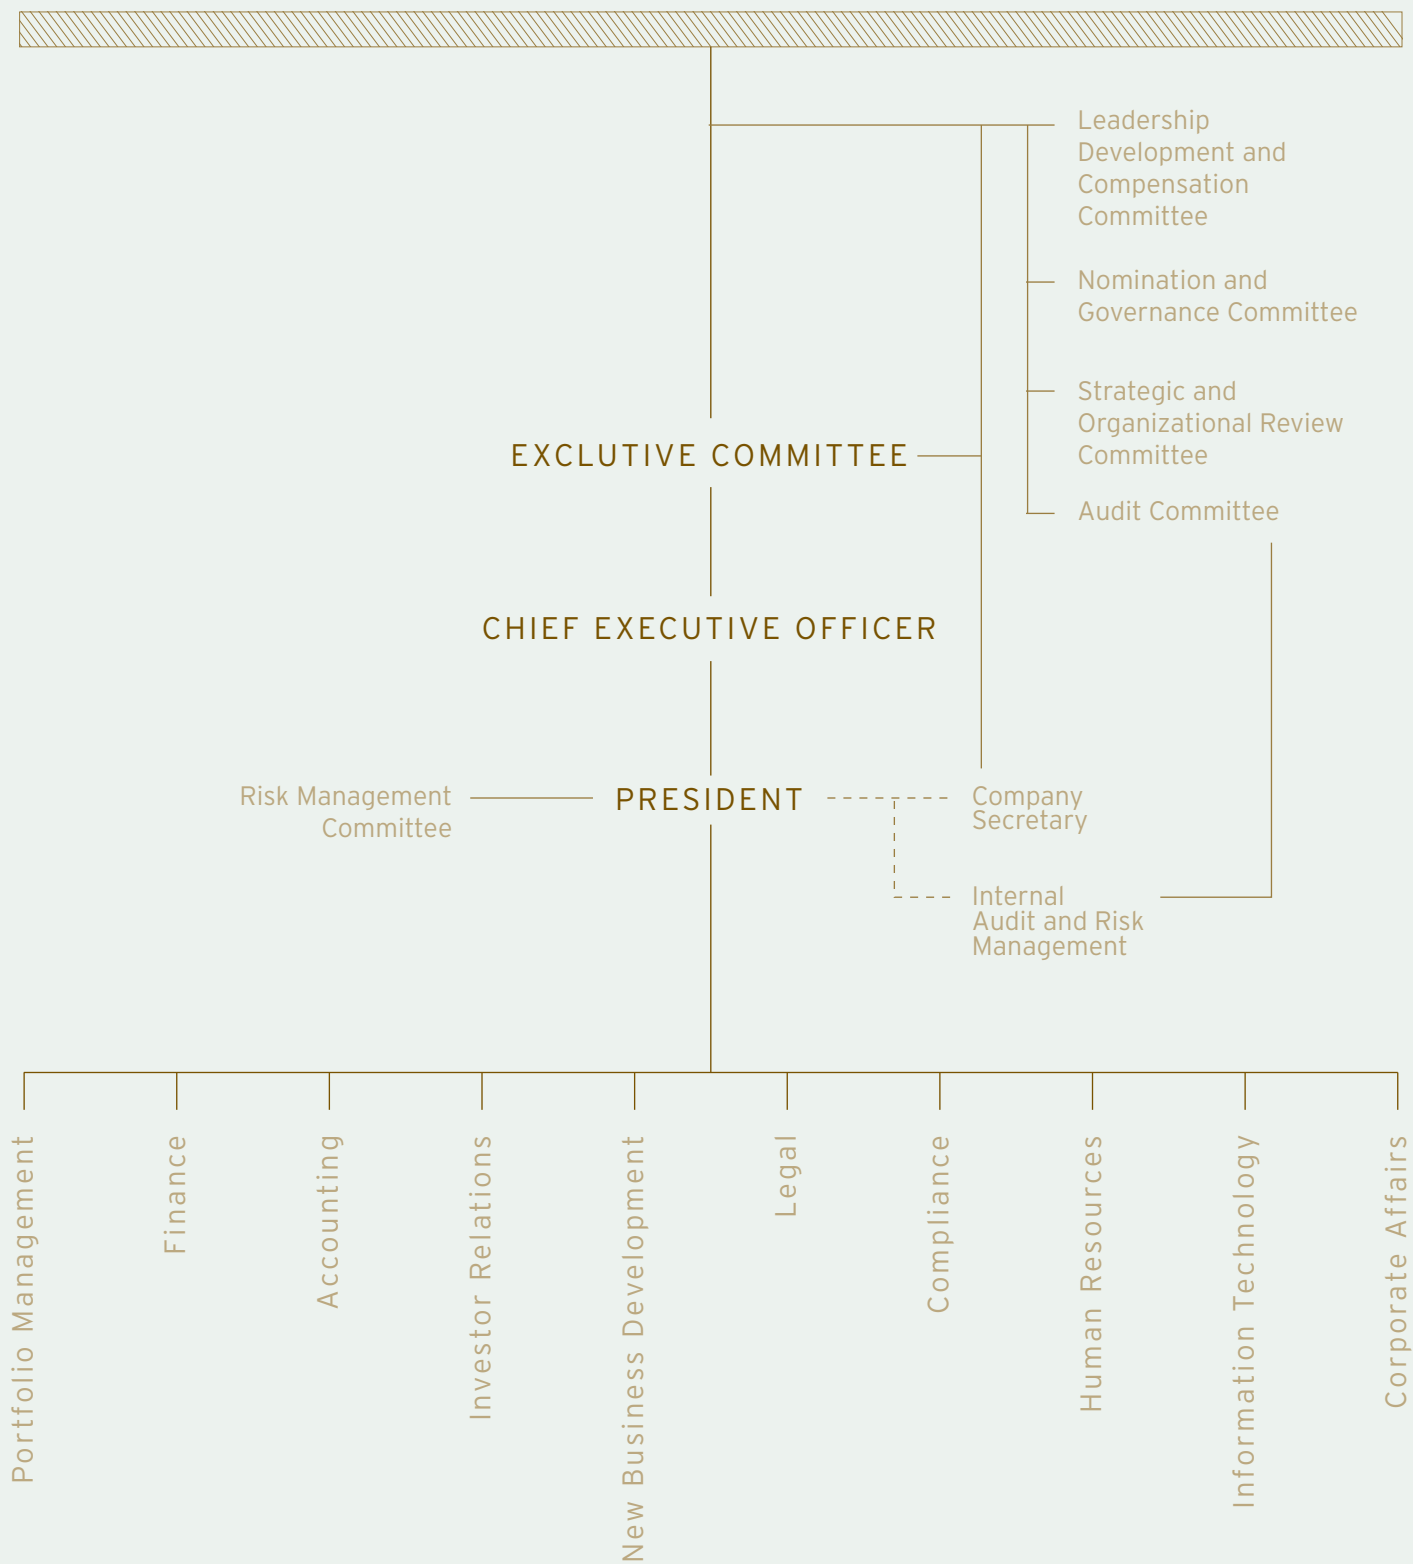 Leadership
Development and
Compensation
Committee
Nomination and
Governance Committee
Strategic and
Organizational Review
Committee
EXCLUTIVE COMMITTEE
Audit Committee
CHIEF EXECUTIVE OFFICER
Risk Management
Committee
PRESIDENT
Company
Secretary
Internal
Audit and Risk
Management
Portfolio Management
Finance
Accounting
Investor Relations
New Business Development
Legal
Compliance
Human Resources
Information Technology
Corporate Affairs